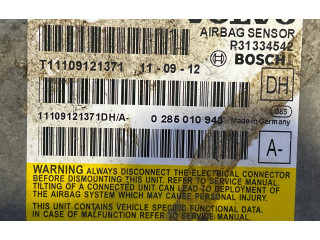 VOLVO
AIRBAG SENSOR
P31334542
T11109121371 11-09-12
BOSCH
DH
11109121371DH/A- 0 285 010 943
Made in Germany
A-
WARNING ALWAYS DISCONNECT THE ELECTRICAL CONNECTOR
BEFORE DISMOUNTING THIS UNIT. REFER TO SERVICE MANUAL.
TILTING OF A CONNECTED UNIT CAN LEAD TO DEPLOYMENT OF
THE AIRBAG SYSTEM WHICH MAY CAUSE PERSONAL INJURY.
THIS UNIT CONTAINS VEHICLE SPECIFIC FUNCTIONAL DATA.
IN CASE OF MALFUNCTION REFER TO SERVICE MANUAL.